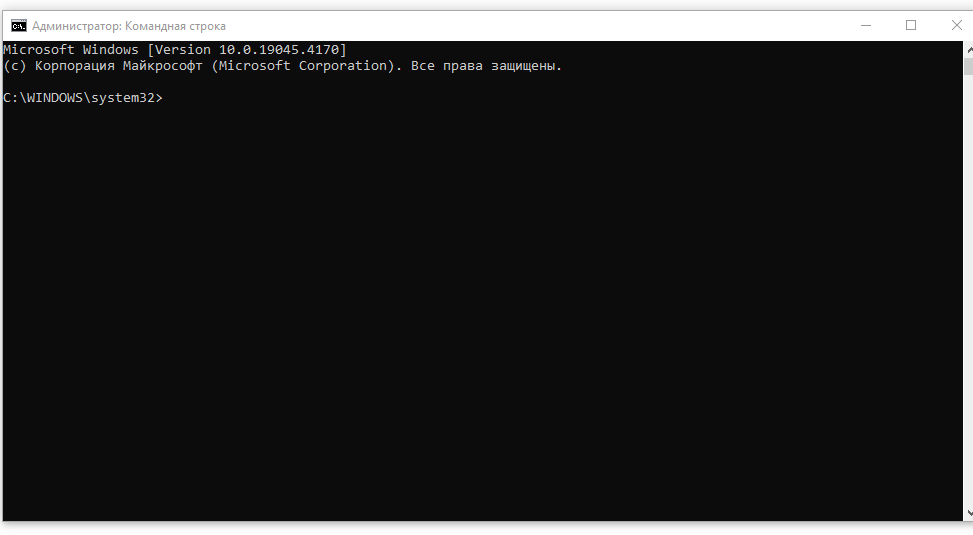 Администратор: Командная строка
Microsoft Windows [Version 10.0.19045.4170]
(c) Корпорация Майкрософт (Microsoft Corporation). Все права защищены.
C:\WINDOWS\system32>